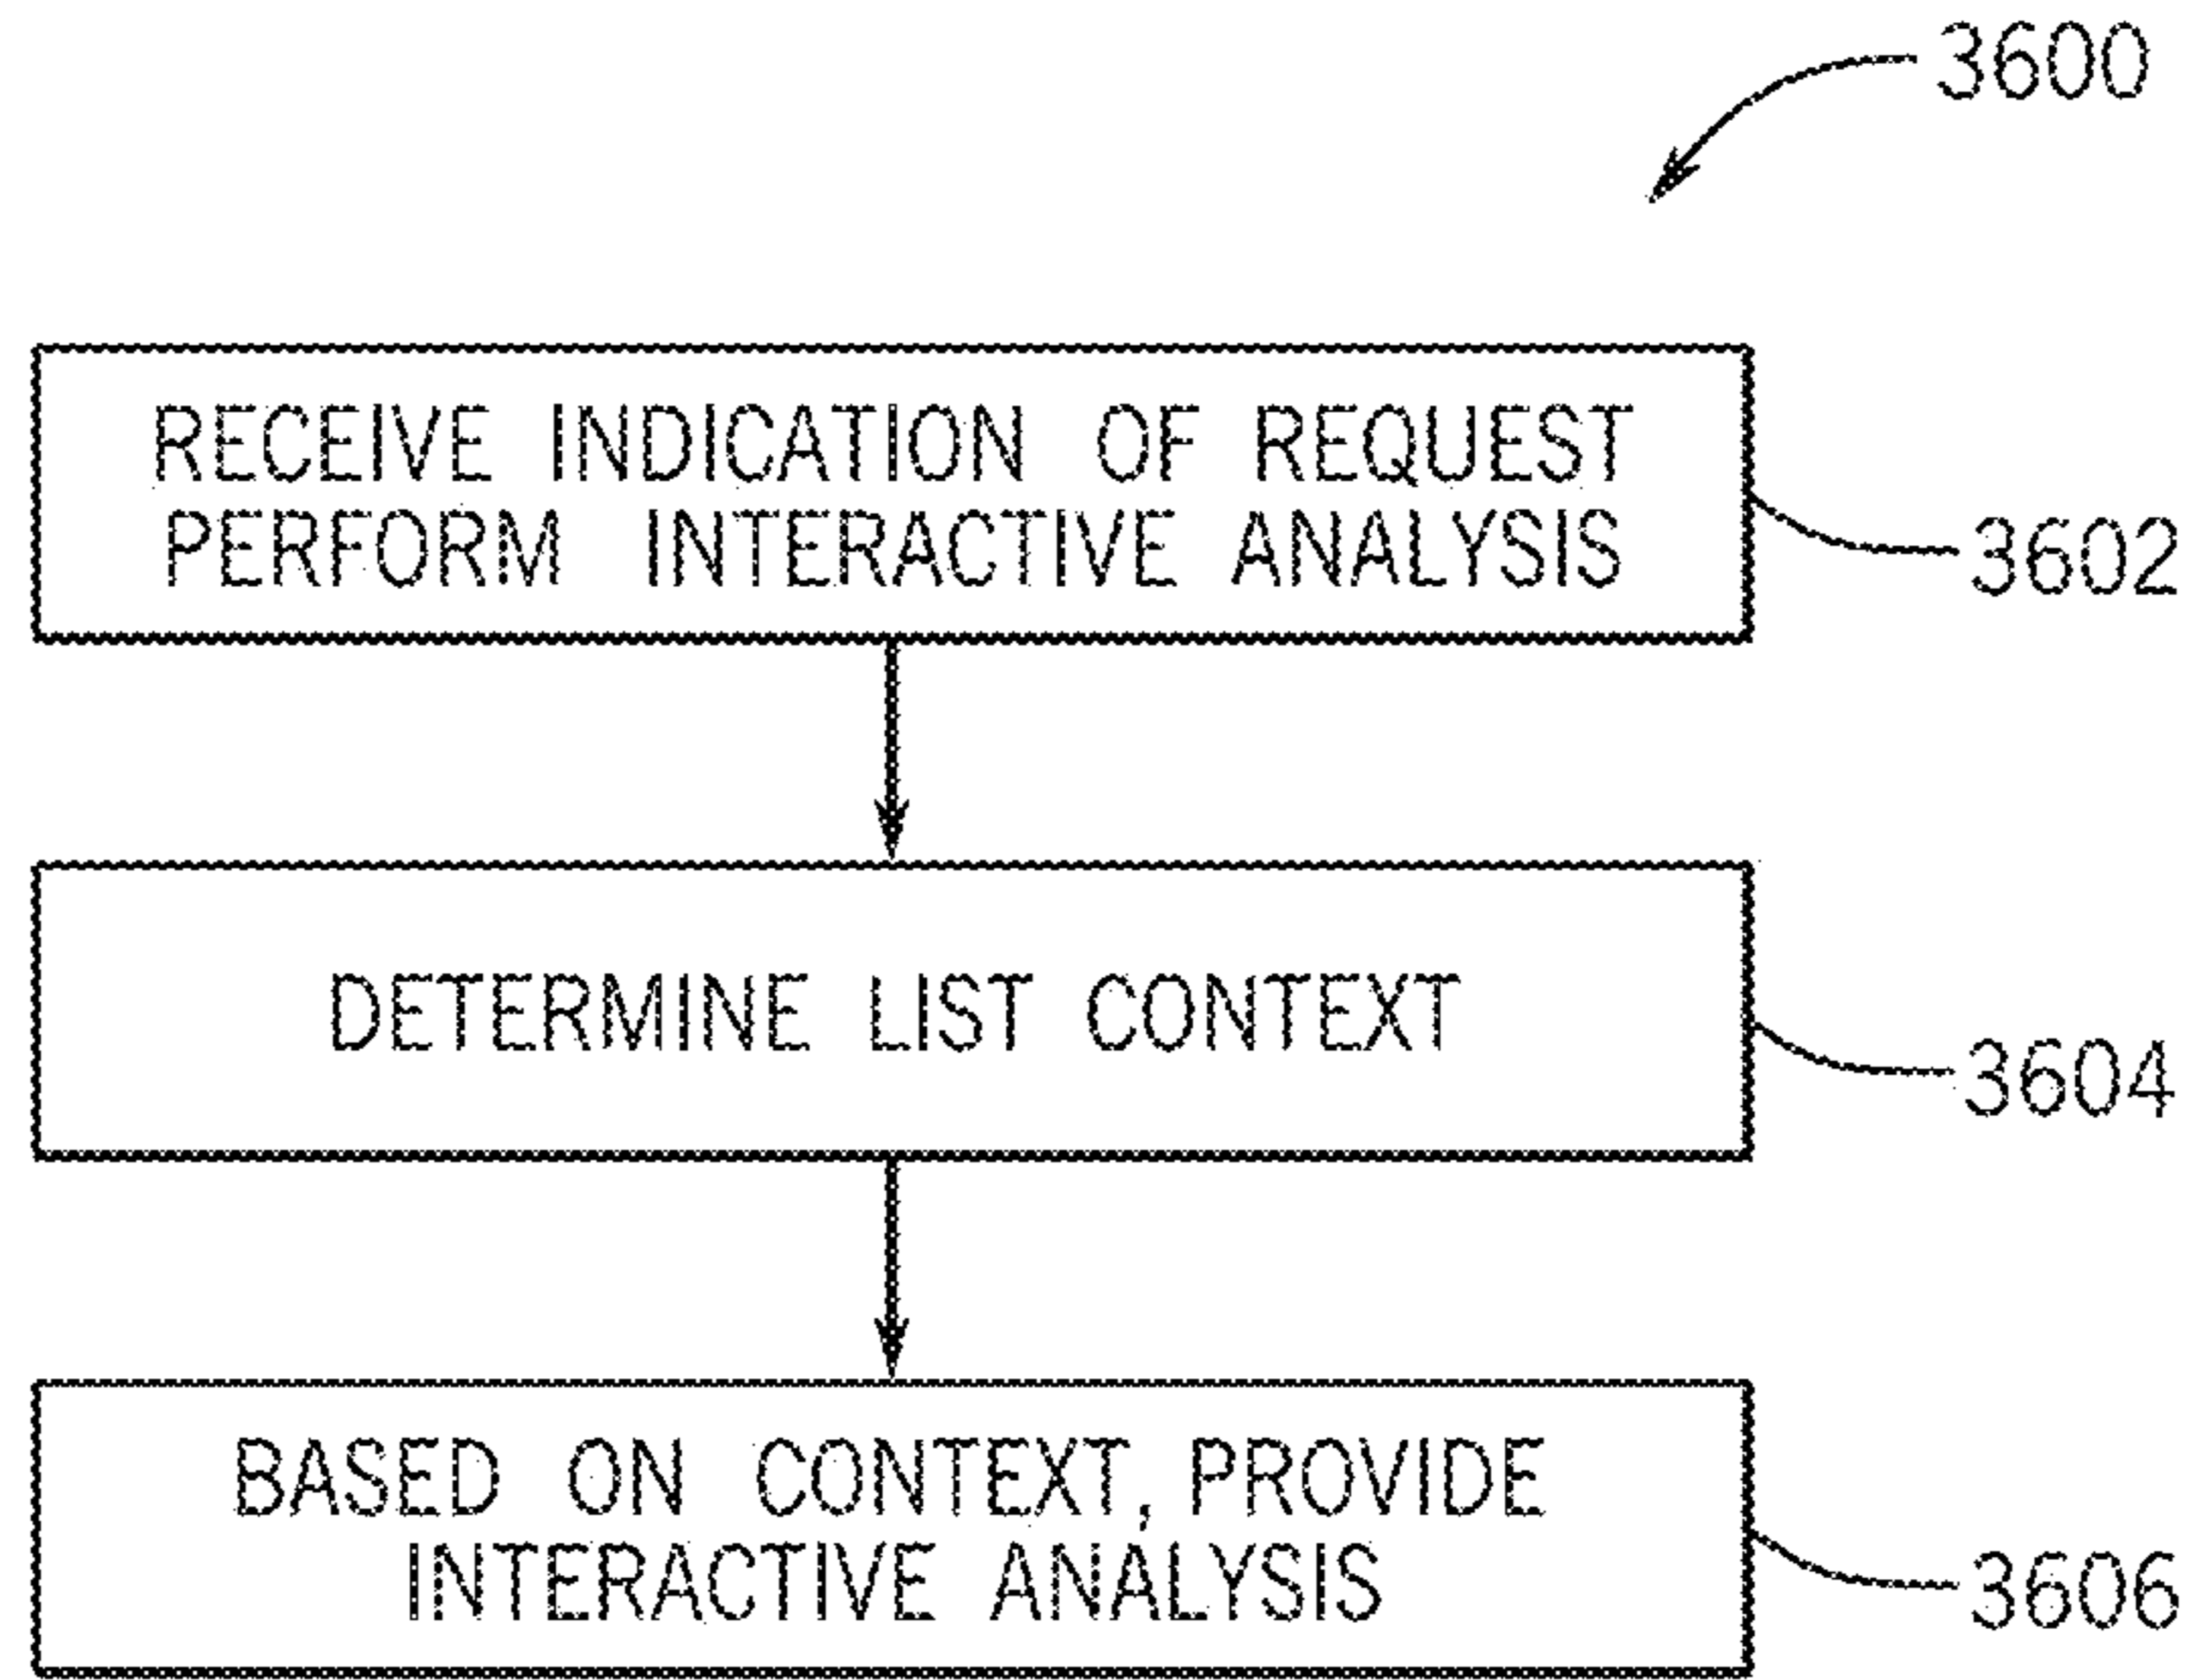 3600
RECEIVE INDICATION OF REQUEST
PERFORM INTERACTIVE ANALYSIS
3602
DETERMINE LIST CONTEXT
3604
BASED ON CONTEXT, PROVIDE
INTERACTIVE ANALYSIS
3606